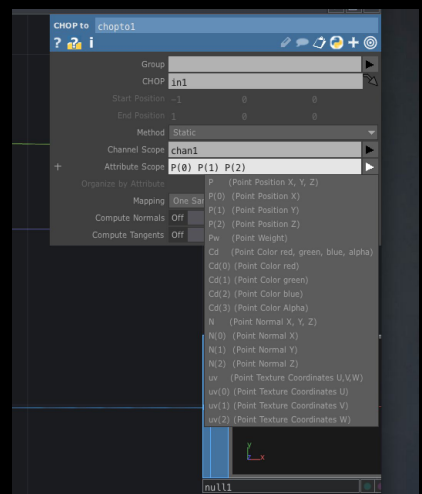 CHOP to chopto1
? ? i
Group
CHOP in1
Start Position -1 0 0
End Position 1 0 0
Method Static
Channel Scope chan1
+ Attribute Scope P(0) P(1) P(2)
Organize by Attribute
Mapping One Sa
Compute Normals Off
Compute Tangents Off
P (Point Position X, Y, Z)
P(0) (Point Position X)
P(1) (Point Position Y)
P(2) (Point Position Z)
Pw (Point Weight)
Cd (Point Color red, green, blue, alpha)
Cd(0) (Point Color red)
Cd(1) (Point Color green)
Cd(2) (Point Color blue)
Cd(3) (Point Color Alpha)
N (Point Normal X, Y, Z)
N(0) (Point Normal X)
N(1) (Point Normal Y)
N(2) (Point Normal Z)
uv (Point Texture Coordinates U,V,W)
uv(0) (Point Texture Coordinates U)
uv(1) (Point Texture Coordinates V)
uv(2) (Point Texture Coordinates W)
y
x
null1